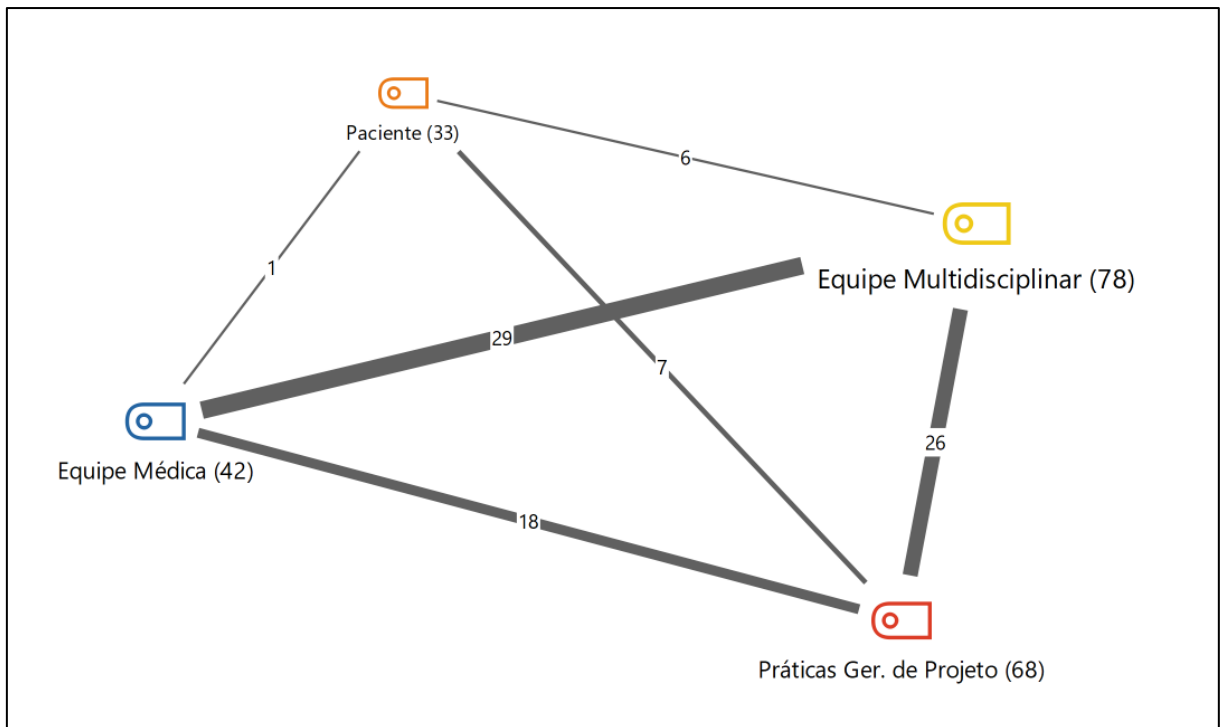 Paciente (33)
6
Equipe Multidisciplinar (78)
1
29
7
26
Equipe Médica (42)
18
Práticas Ger. de Projeto (68)